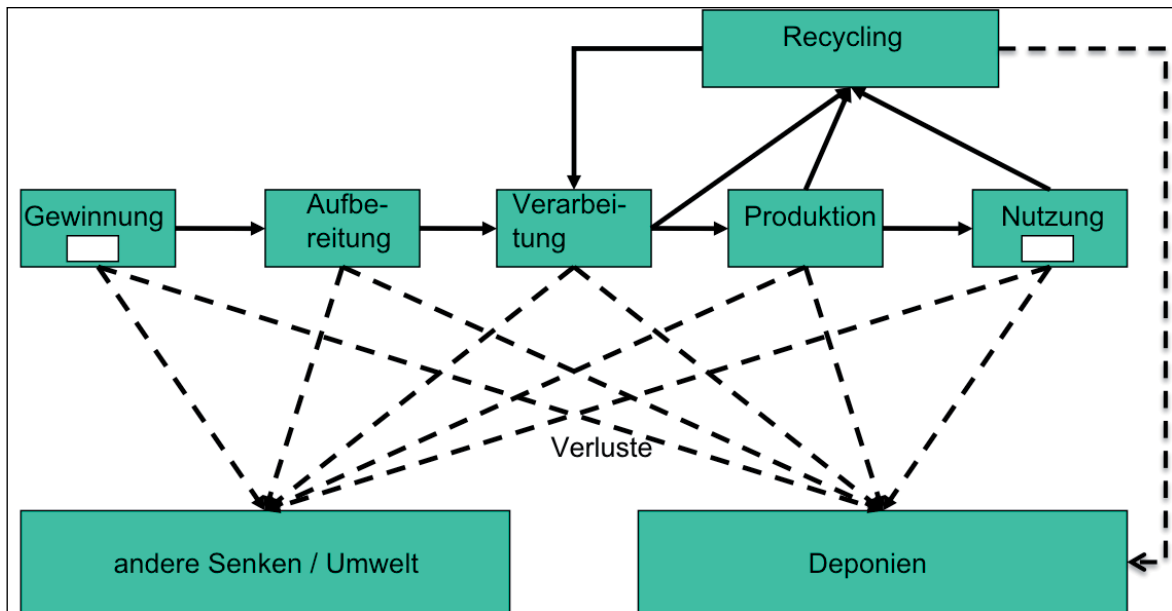 Recycling
Gewinnung
Aufbe-
reitung
Verarbei-
tung
Produktion
Nutzung
Verluste
andere Senken / Umwelt
Deponien